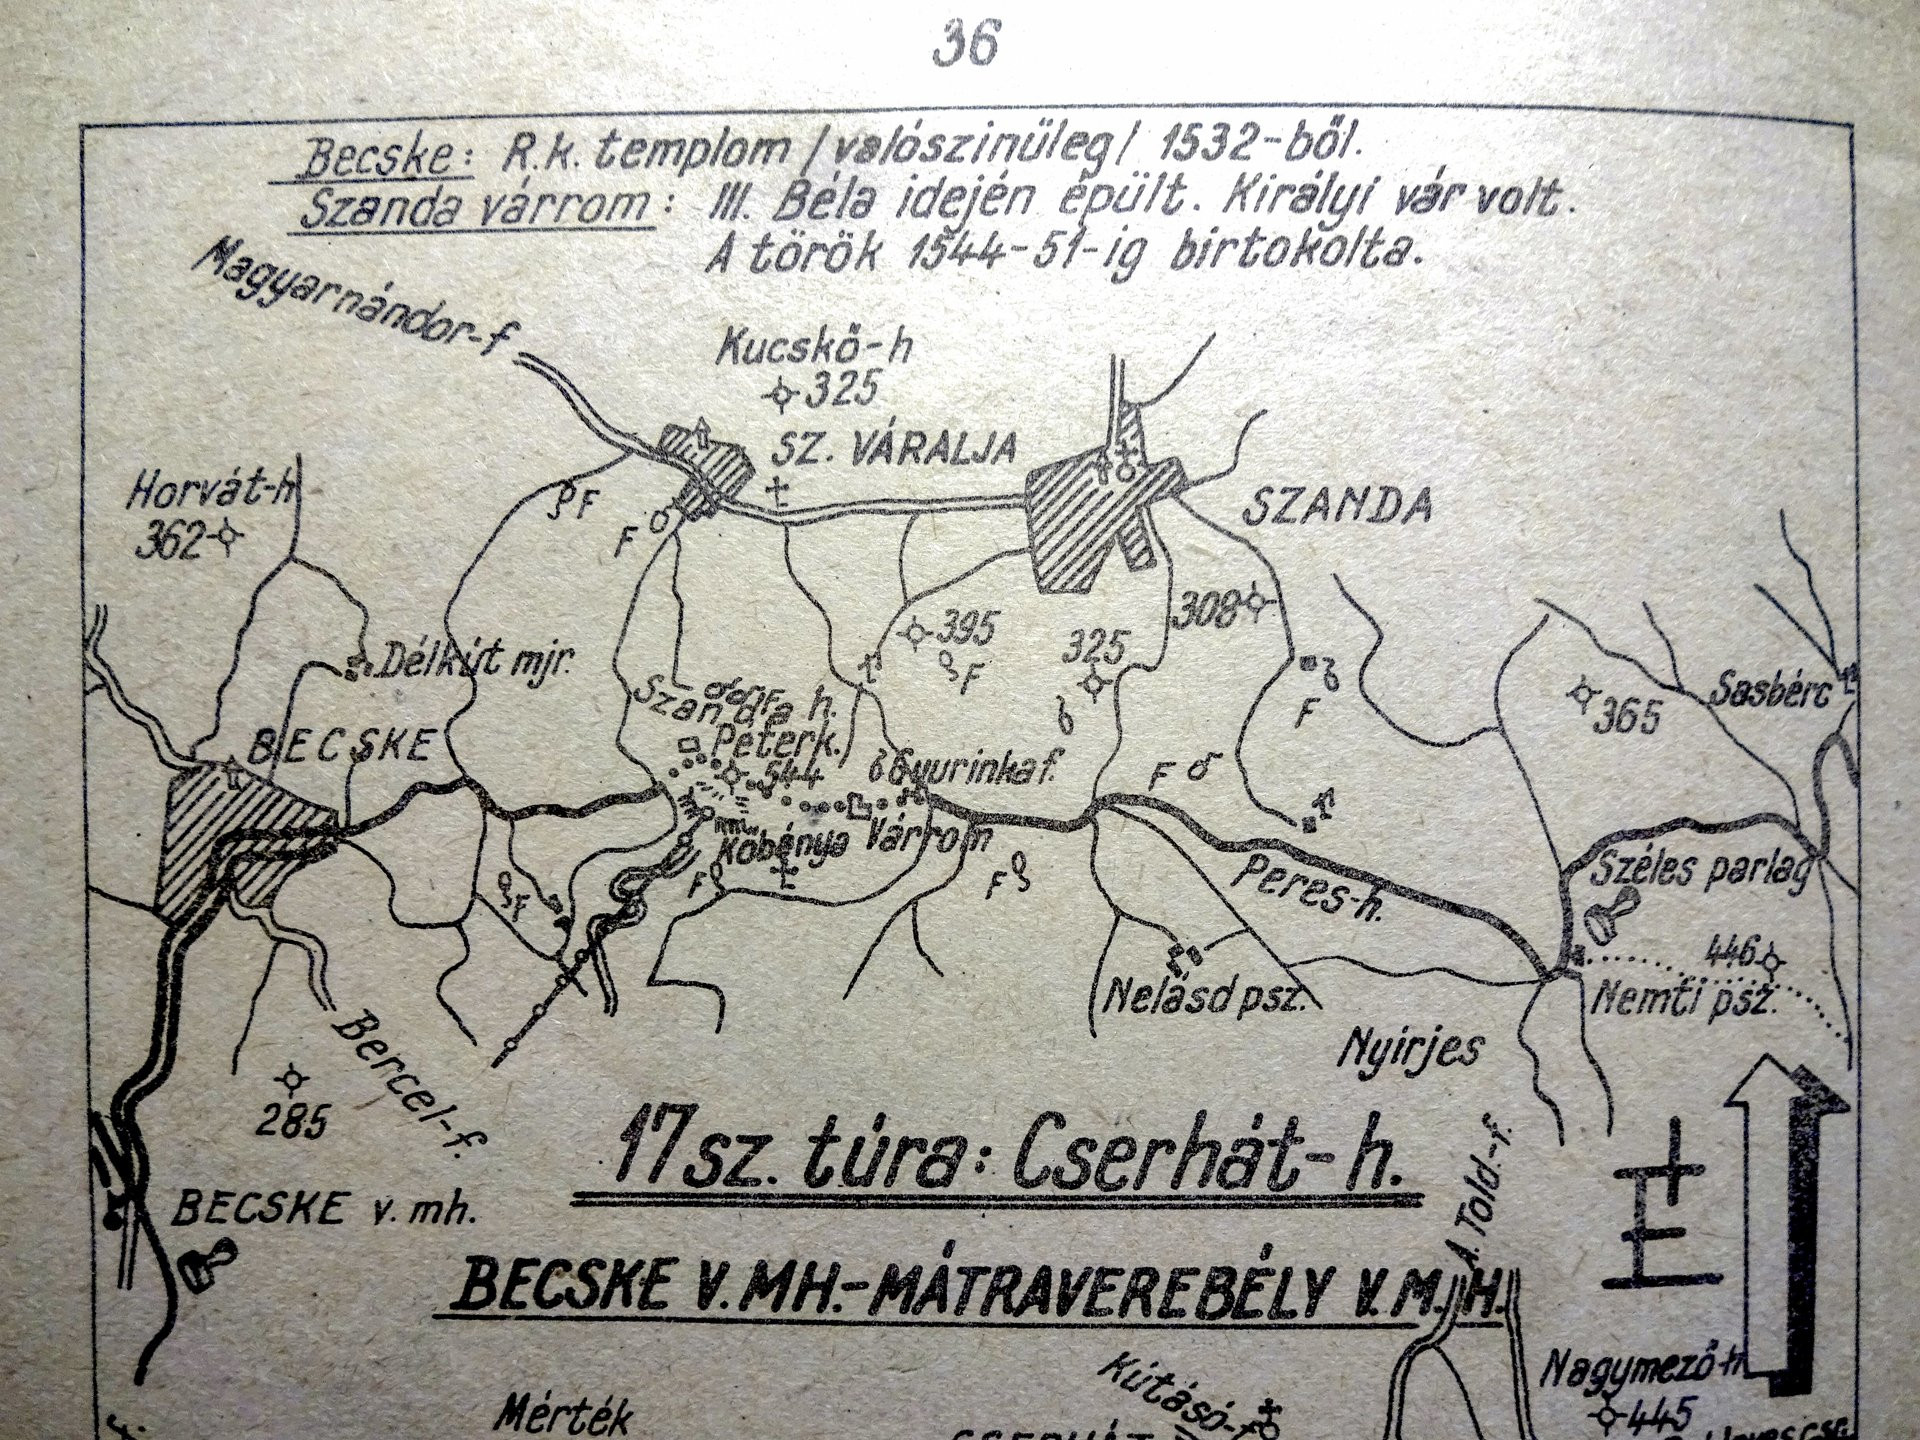 36
Becske: R.k. templom /valószinüleg/ 1532-ből.
Szanda várrom: III. Béla idején épült. Királyi vár volt.
A török 1544-51-ig birtokolta.
Magyarnándor-f
Kucskő-h
325
SZ. VÁRALJA
Horvát-h
362
F
F
SZANDA
395
F
325
308
F
365
Sasbérc
Délkút mjr.
Szanda h.
Péterk.
544
BECSKE
Gyurinka f.
F
Kőbánya
Várrom
F
F
F
Peres-h.
Széles parlag
446
Nemti psz.
Nelásd psz.
Nyirjes
Bercel-f.
285
17 sz. túra: Cserhát-h.
BECSKE v. mh.
A. Told.-f.
É
BECSKE V. MH.-MÁTRAVEREBÉLY V. M. H.
Kútásó-f
Nagymező-h
445
Mérték